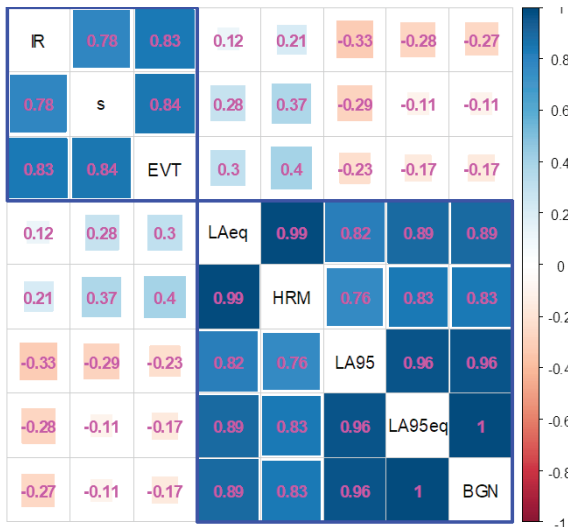 IR 0.78 0.83 0.12 0.21 -0.33 -0.28 -0.27
0.78 s 0.84 0.28 0.37 -0.29 -0.11 -0.11
0.83 0.84 EVT 0.3 0.4 -0.23 -0.17 -0.17
0.12 0.28 0.3 LAeq 0.99 0.82 0.89 0.89
0.21 0.37 0.4 0.99 HRM 0.76 0.83 0.83
-0.33 -0.29 -0.23 0.82 0.76 LA95 0.96 0.96
-0.28 -0.11 -0.17 0.89 0.83 0.96 LA95eq 1
-0.27 -0.11 -0.17 0.89 0.83 0.96 1 BGN
1
0.8
0.6
0.4
0.2
0
-0.2
-0.4
-0.6
-0.8
-1